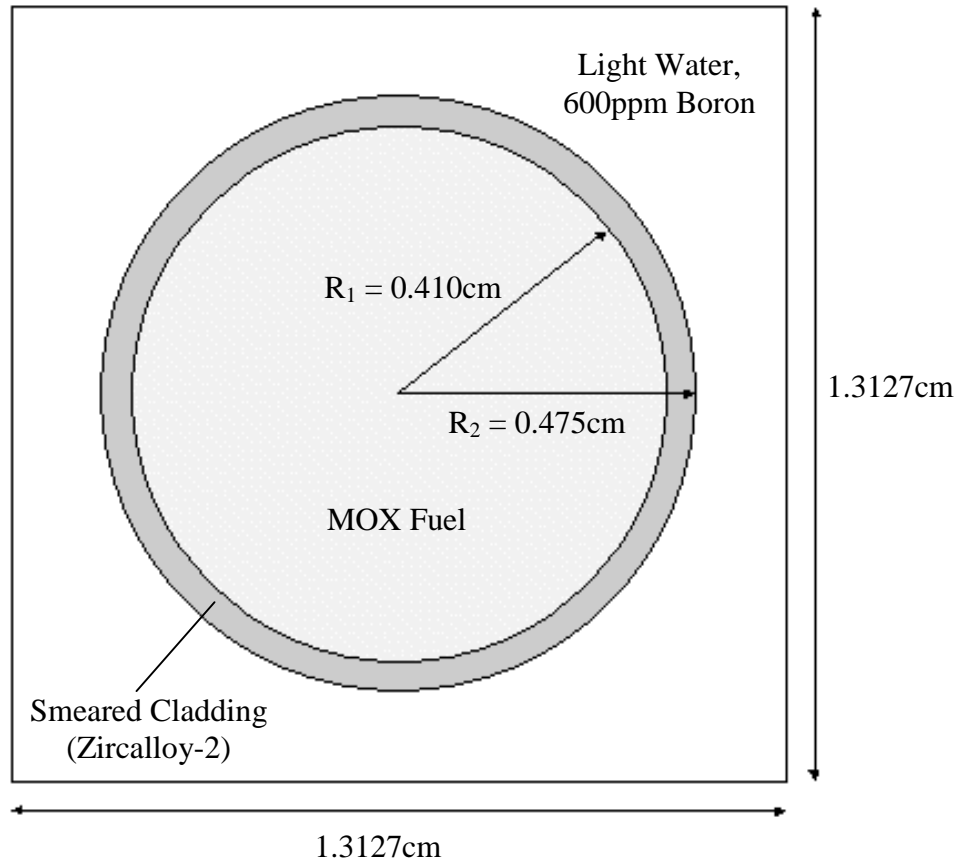 Light Water,
600ppm Boron
R₁ = 0.410cm
1.3127cm
R₂ = 0.475cm
MOX Fuel
Smeared Cladding
(Zircalloy-2)
1.3127cm